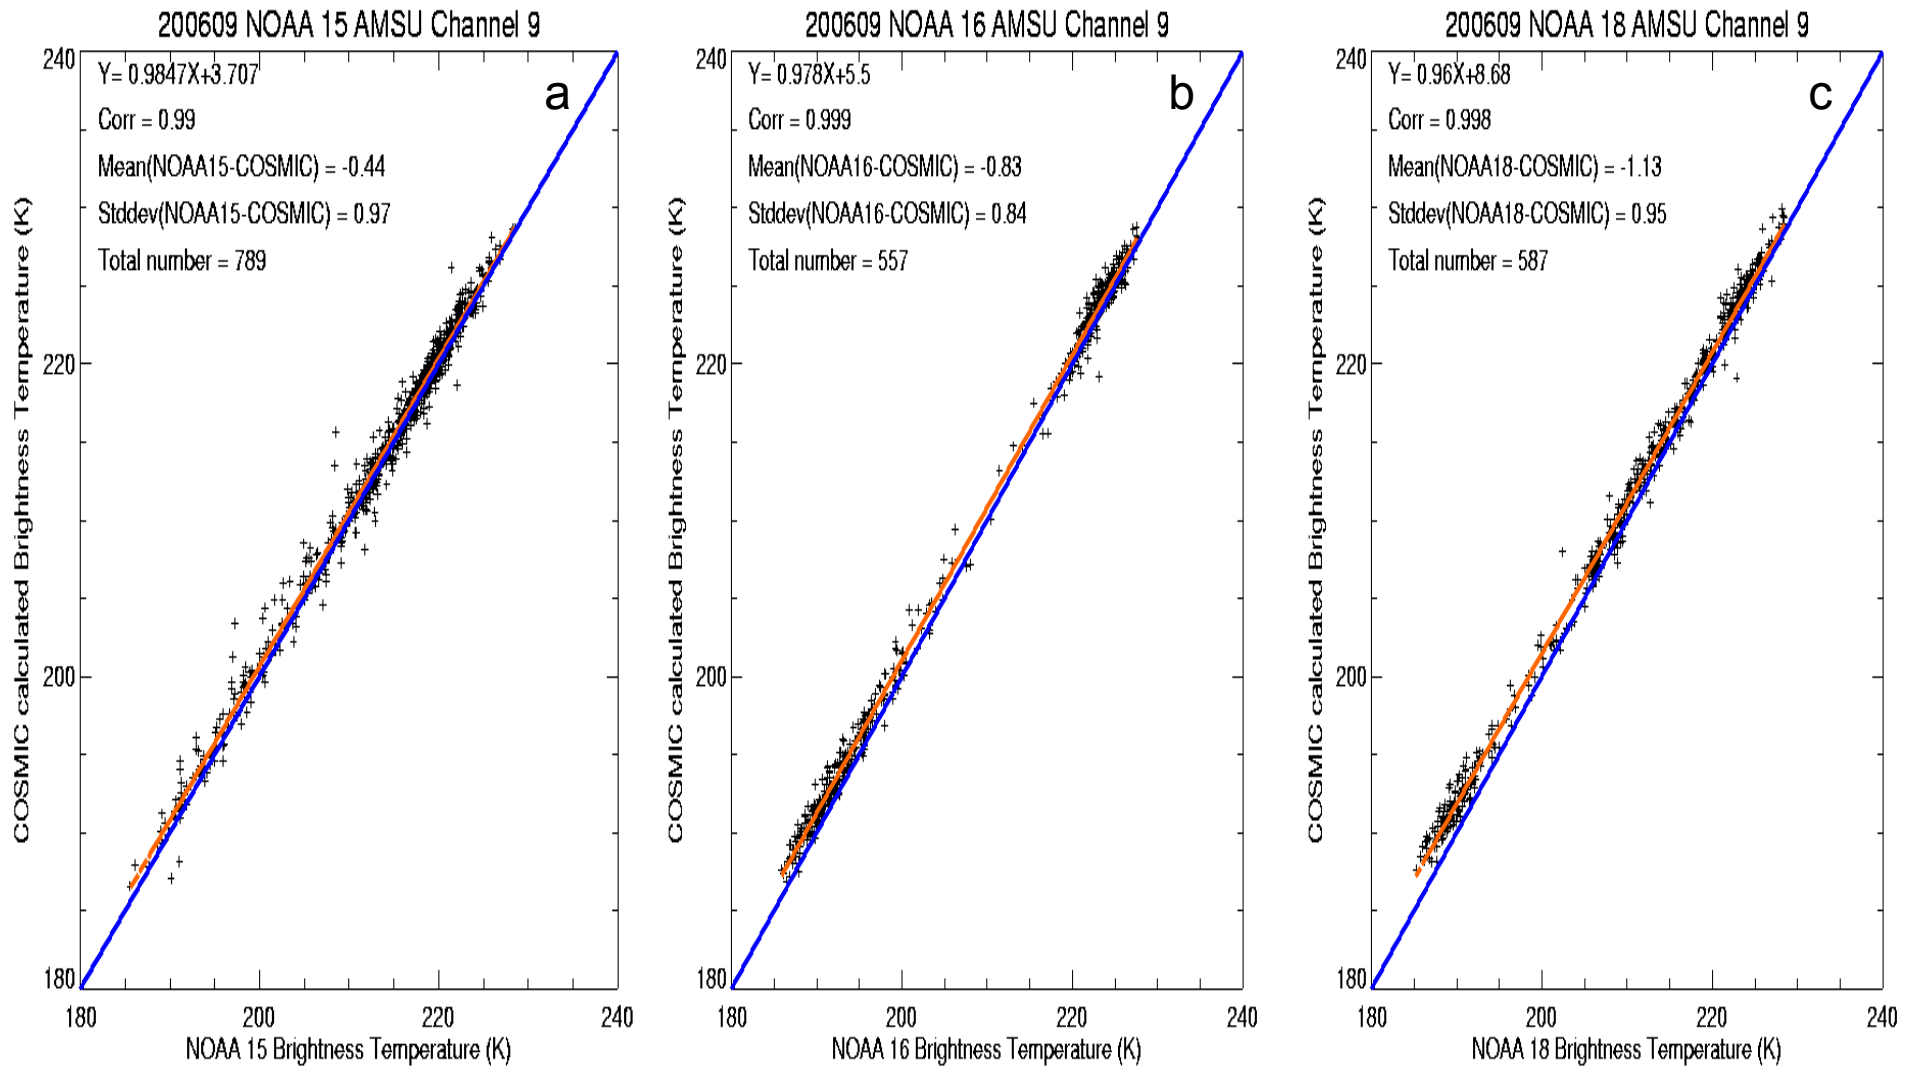 200609 NOAA 15 AMSU Channel 9
240
Y= 0.9847X+3.707
a
Corr = 0.99
Mean(NOAA15-COSMIC) = -0.44
Stddev(NOAA15-COSMIC) = 0.97
Total number = 789
COSMIC calculated Brightness Temperature (K)
220
200
180
180
200
220
240
NOAA 15 Brightness Temperature (K)
200609 NOAA 16 AMSU Channel 9
240
Y= 0.978X+5.5
b
Corr = 0.999
Mean(NOAA16-COSMIC) = -0.83
Stddev(NOAA16-COSMIC) = 0.84
Total number = 557
COSMIC calculated Brightness Temperature (K)
220
200
180
180
200
220
240
NOAA 16 Brightness Temperature (K)
200609 NOAA 18 AMSU Channel 9
240
Y= 0.96X+8.68
c
Corr = 0.998
Mean(NOAA18-COSMIC) = -1.13
Stddev(NOAA18-COSMIC) = 0.95
Total number = 587
COSMIC calculated Brightness Temperature (K)
220
200
180
180
200
220
240
NOAA 18 Brightness Temperature (K)